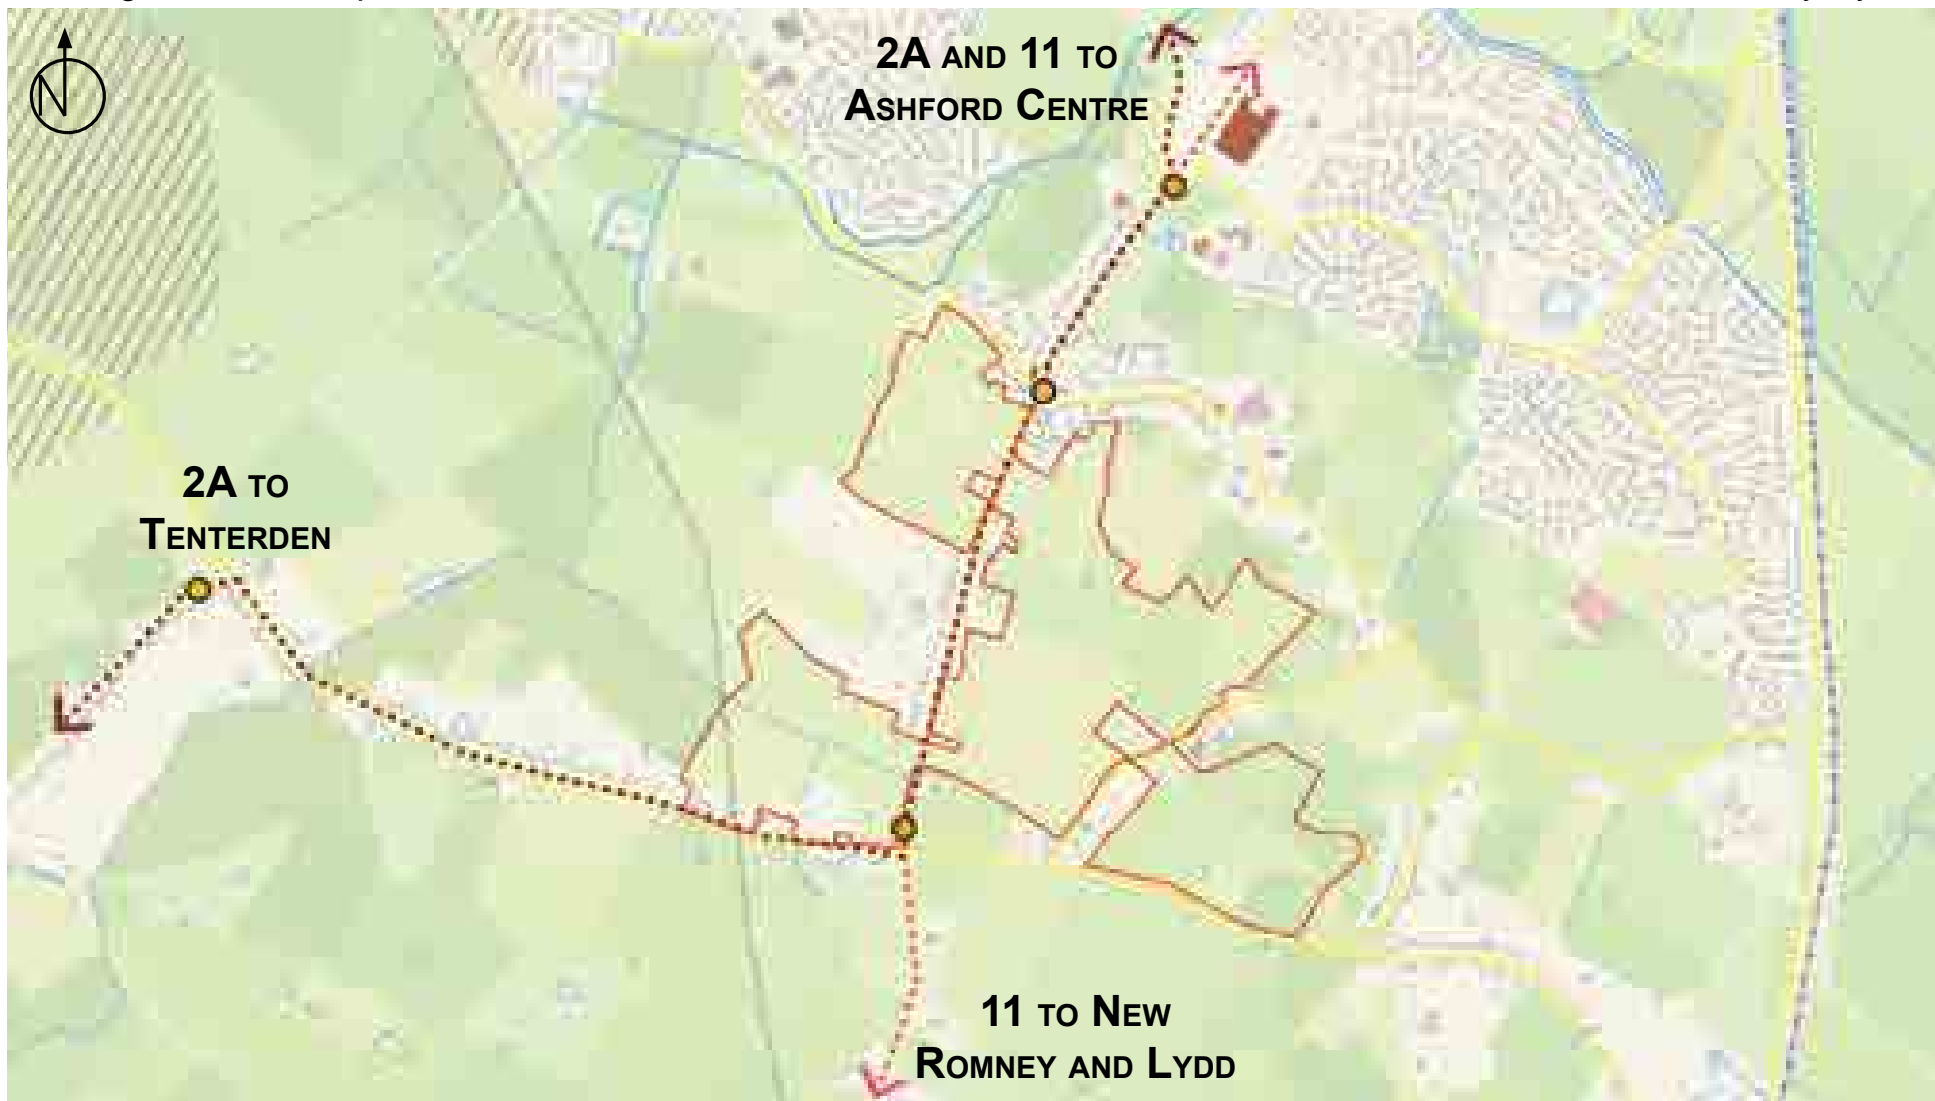 N
2A AND 11 TO
ASHFORD CENTRE
2A TO
TENTERDEN
11 TO NEW
ROMNEY AND LYDD